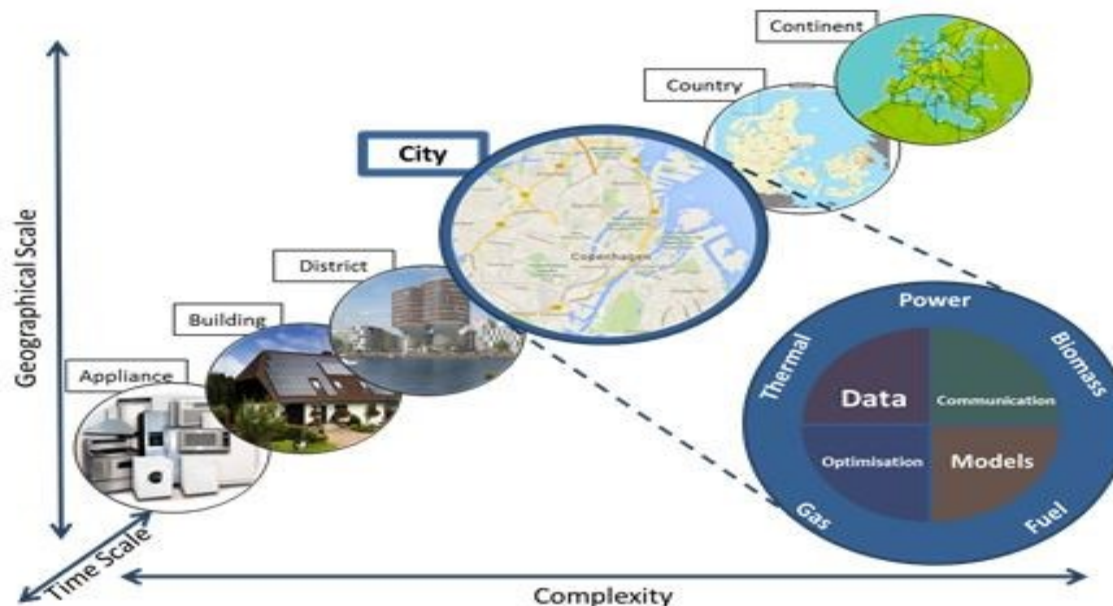 Continent
Country
City
District
Building
Appliance
Geographical Scale
Time Scale
Complexity
Copenhagen
Power
Thermal
Biomass
Data
Communication
Optimisation
Models
Gas
Fuel